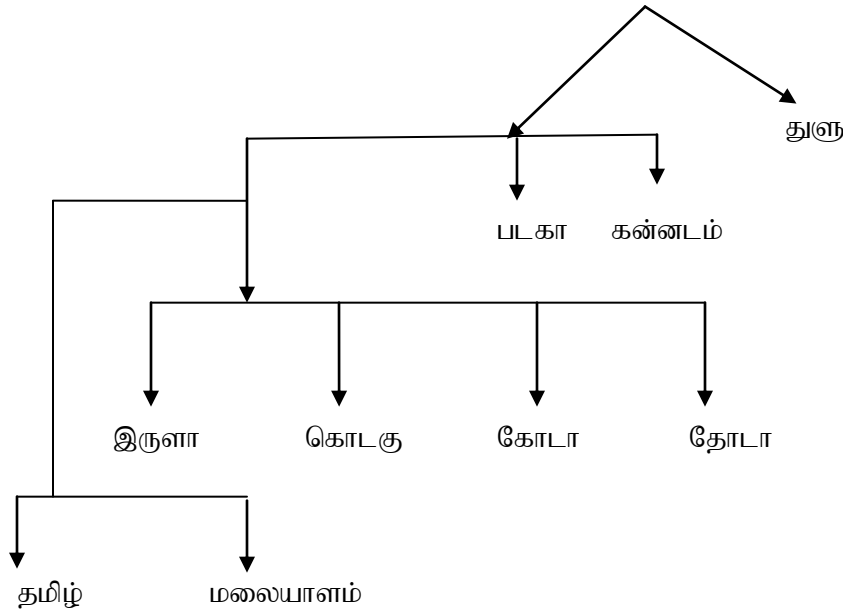 துளு
படகா கன்னடம்
இருளா கொடகு கோடா தோடா
தமிழ் மலையாளம்